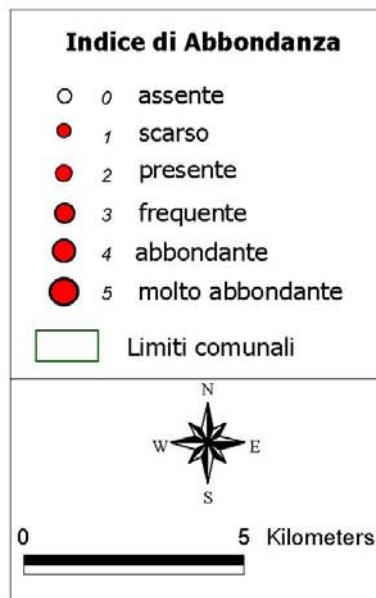 Indice di Abbondanza
0 assente
1 scarso
2 presente
3 frequente
4 abbondante
5 molto abbondante
Limiti comunali
N
W E
S
0 5 Kilometers